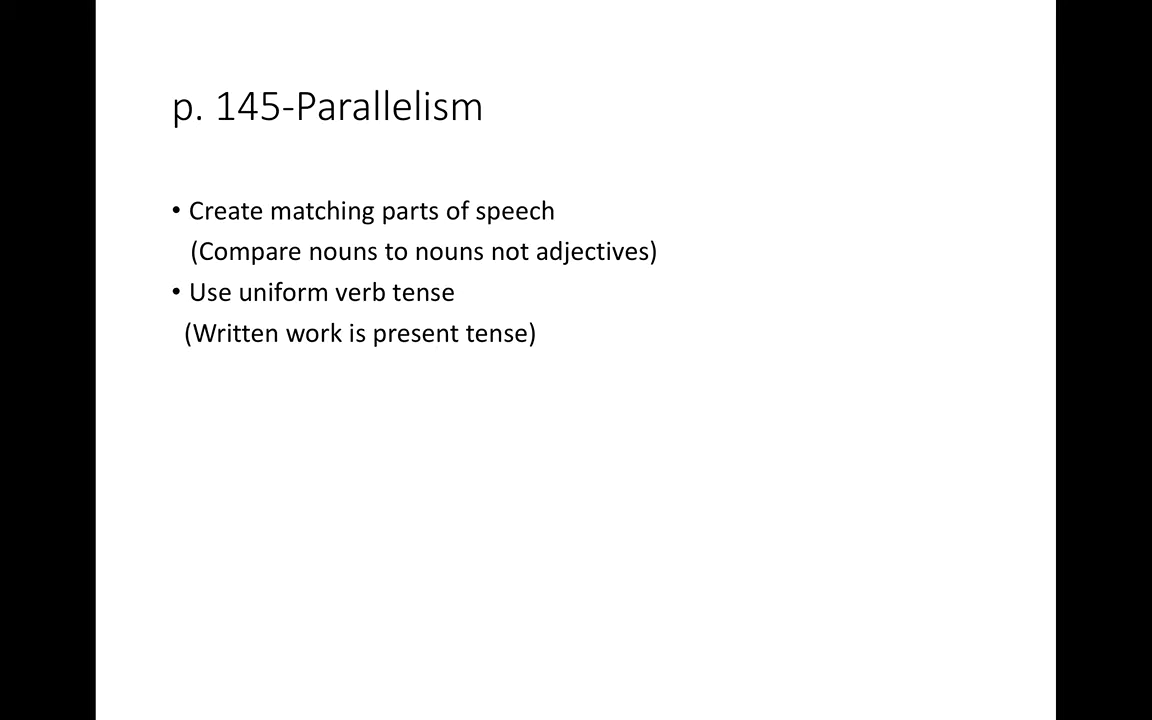 p. 145-Parallelism
• Create matching parts of speech
(Compare nouns to nouns not adjectives)
• Use uniform verb tense
(Written work is present tense)